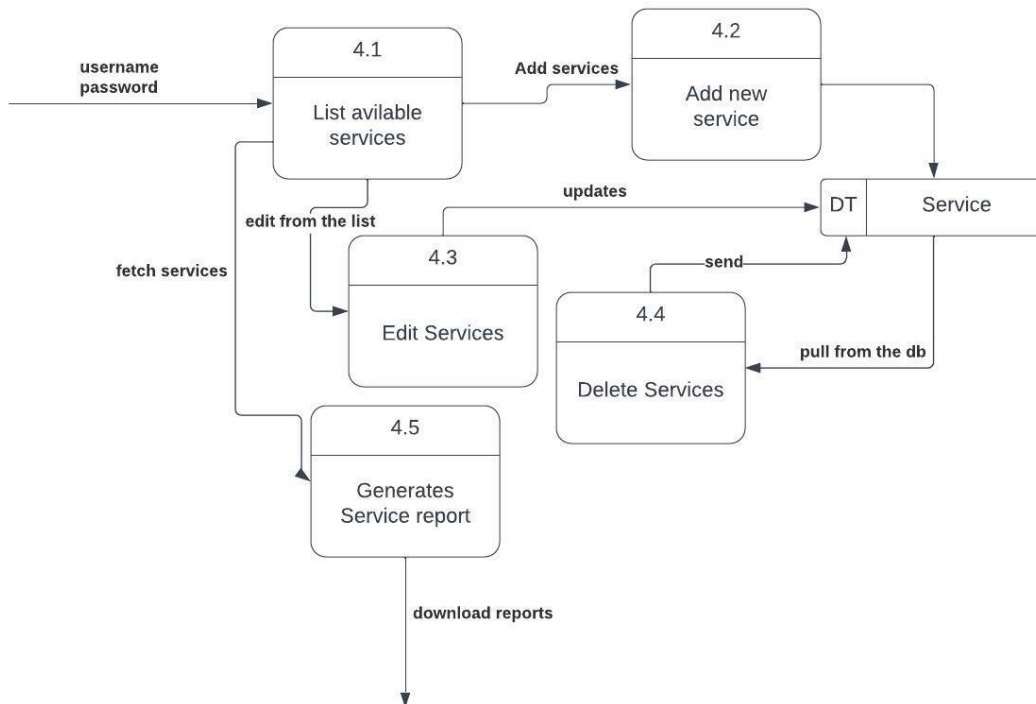 username
password
4.1
List avilable
services
Add services
4.2
Add new
service
updates
DT
Service
edit from the list
fetch services
4.3
Edit Services
send
4.4
Delete Services
pull from the db
4.5
Generates
Service report
download reports